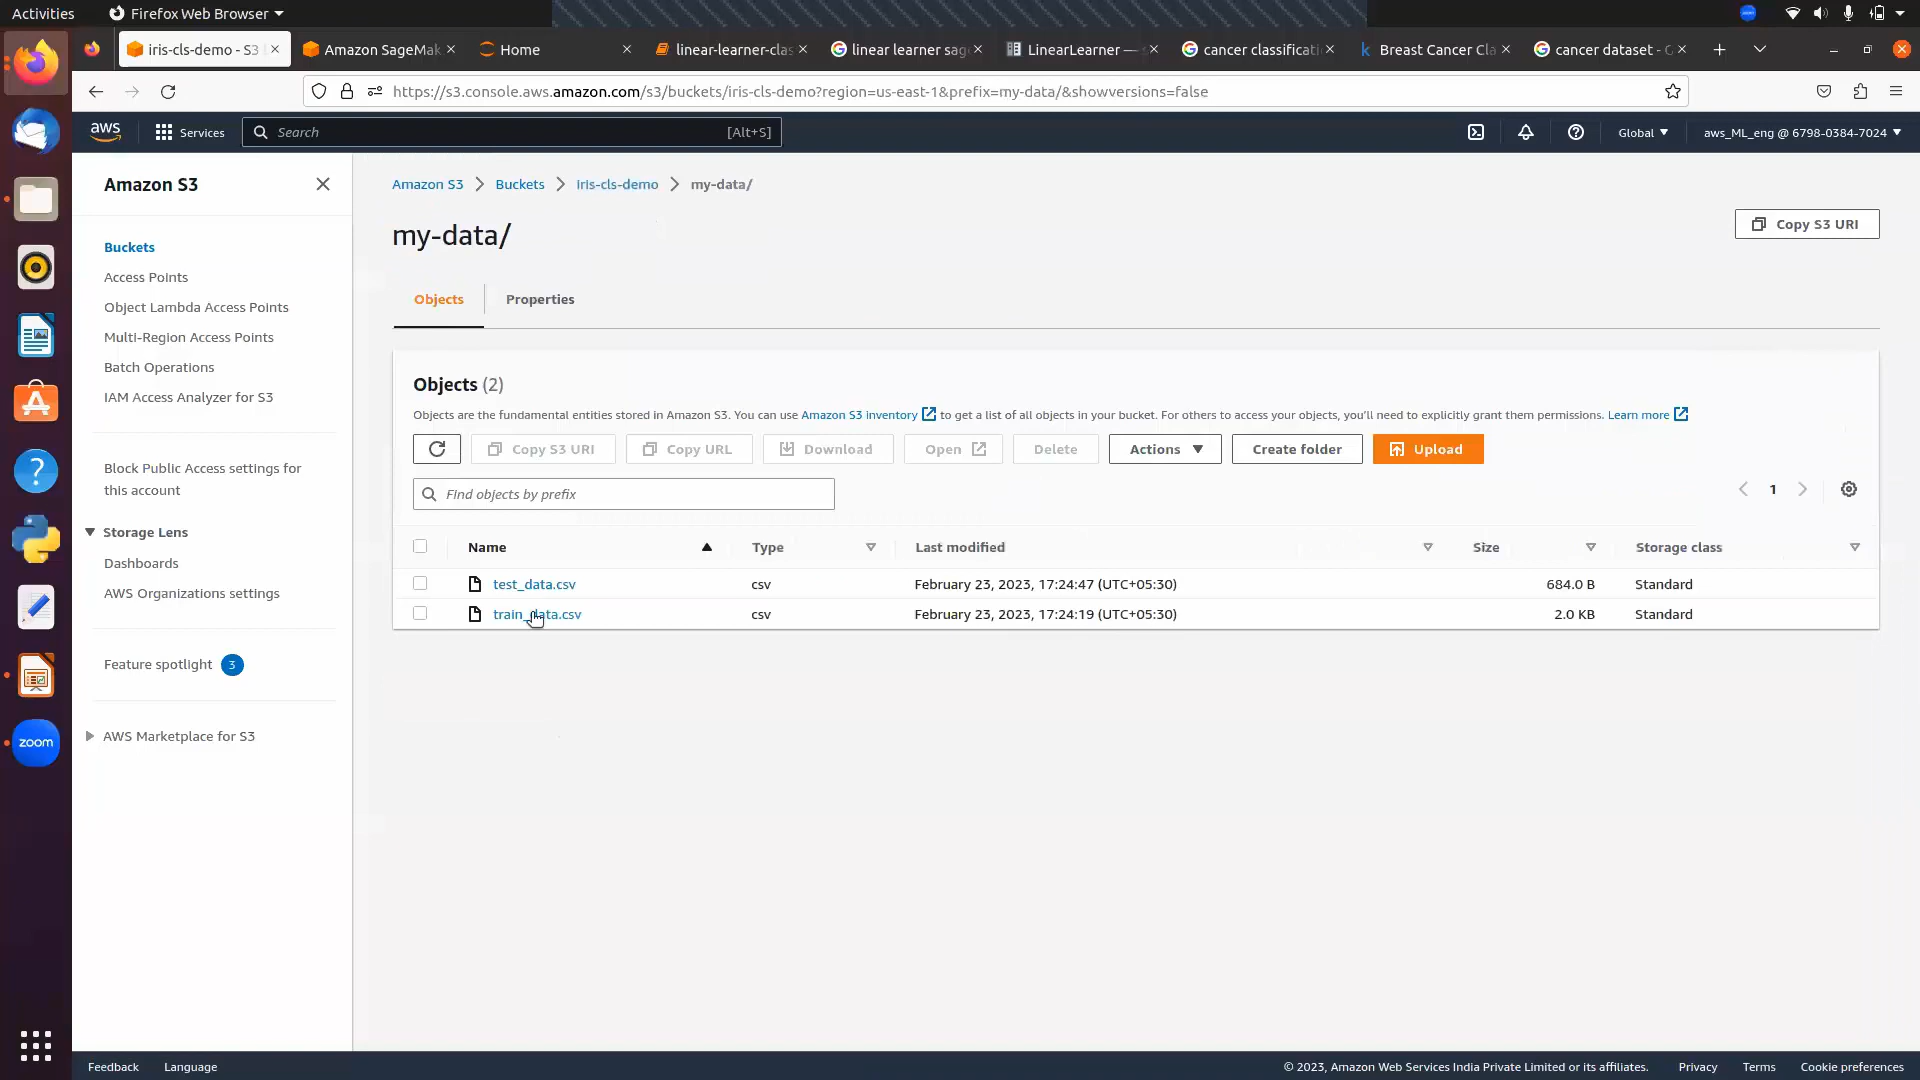 Activities
Firefox Web Browser
iris-cls-demo - S3
Amazon SageMak
Home
linear-learner-clas
linear learner sag
LinearLearner —
cancer classificati
Breast Cancer Cla
cancer dataset - G
https://s3.console.aws.amazon.com/s3/buckets/iris-cls-demo?region=us-east-1&prefix=my-data/&showversions=false
aws
Services
Search
[Alt+S]
Global
aws_ML_eng @ 6798-0384-7024
Amazon S3
Buckets
Access Points
Object Lambda Access Points
Multi-Region Access Points
Batch Operations
IAM Access Analyzer for S3
Block Public Access settings for
this account
Storage Lens
Dashboards
AWS Organizations settings
Feature spotlight 3
AWS Marketplace for S3
zoom
Amazon S3 > Buckets > iris-cls-demo > my-data/
my-data/
Copy S3 URI
Objects
Properties
Objects (2)
Objects are the fundamental entities stored in Amazon S3. You can use Amazon S3 inventory to get a list of all objects in your bucket. For others to access your objects, you'll need to explicitly grant them permissions. Learn more
Copy S3 URI
Copy URL
Download
Open
Delete
Actions
Create folder
Upload
Find objects by prefix
1
Name Type Last modified Size Storage class
test_data.csv csv February 23, 2023, 17:24:47 (UTC+05:30) 684.0 B Standard
train_data.csv csv February 23, 2023, 17:24:19 (UTC+05:30) 2.0 KB Standard
Feedback
Language
© 2023, Amazon Web Services India Private Limited or its affiliates.
Privacy
Terms
Cookie preferences